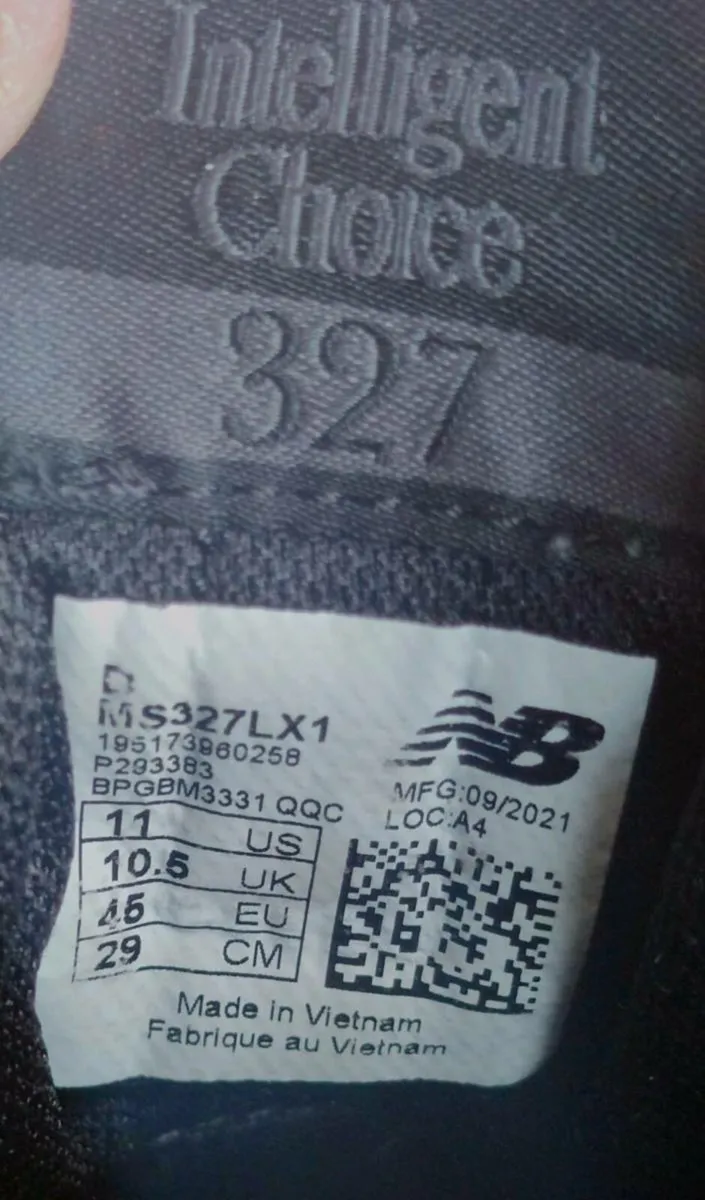 Intelligent
Choice
327
D
MS327LX1
195173960258
P293383
BPGBM3331 QQC
NB
MFG:09/2021
LOC:A4
11 US
10.5 UK
45 EU
29 CM
Made in Vietnam
Fabrique au Vietnam